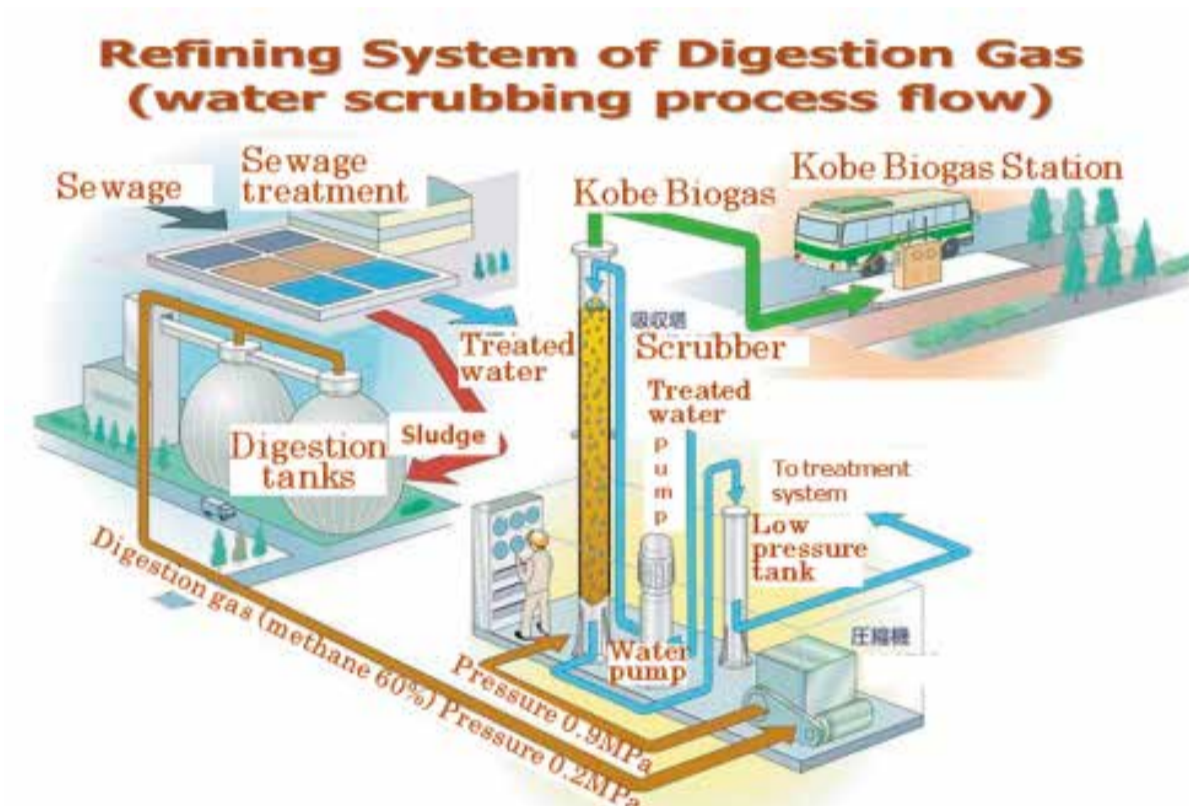 Refining System of Digestion Gas
(water scrubbing process flow)
Sewage
Sewage
treatment
Kobe Biogas
Kobe Biogas Station
Treated
water
吸収塔
Scrubber
Treated
water
pump
Digestion
tanks
Sludge
To treatment
system
Low
pressure
tank
圧縮機
Water
pump
Digestion gas (methane 60%) Pressure 0.2MPa
Pressure 0.9MPa